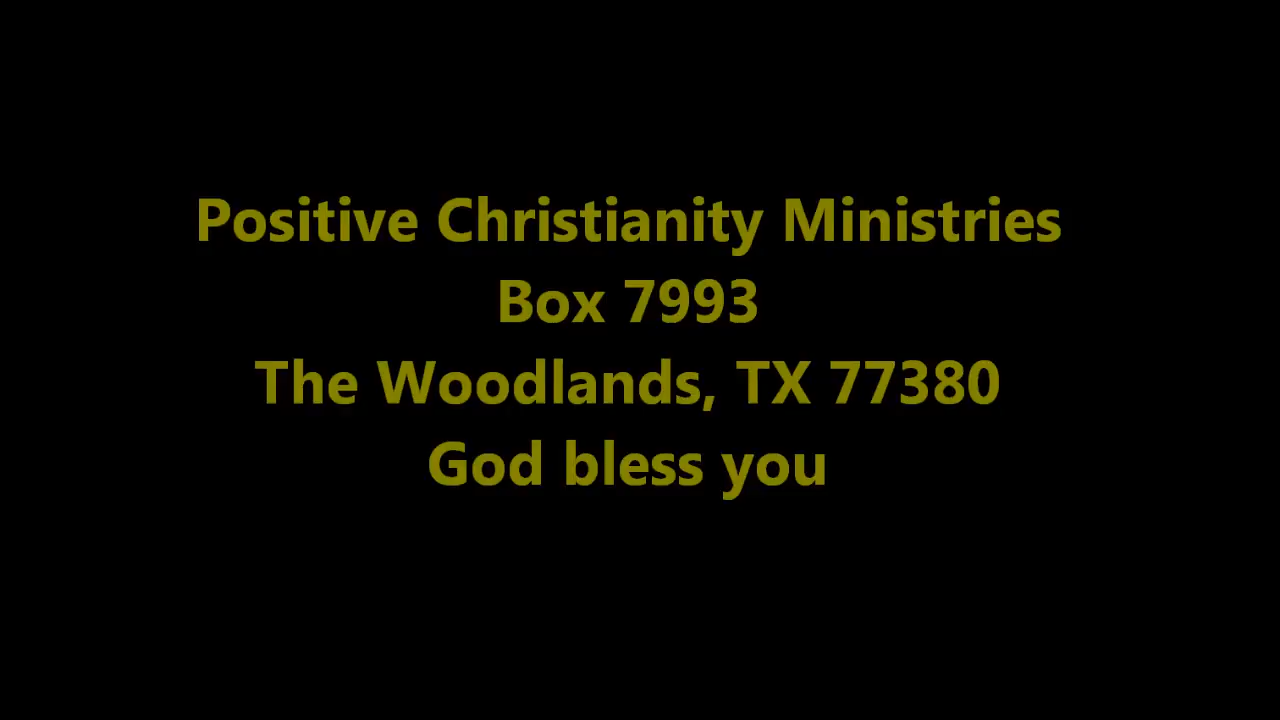 Positive Christianity Ministries
Box 7993
The Woodlands, TX 77380
God bless you